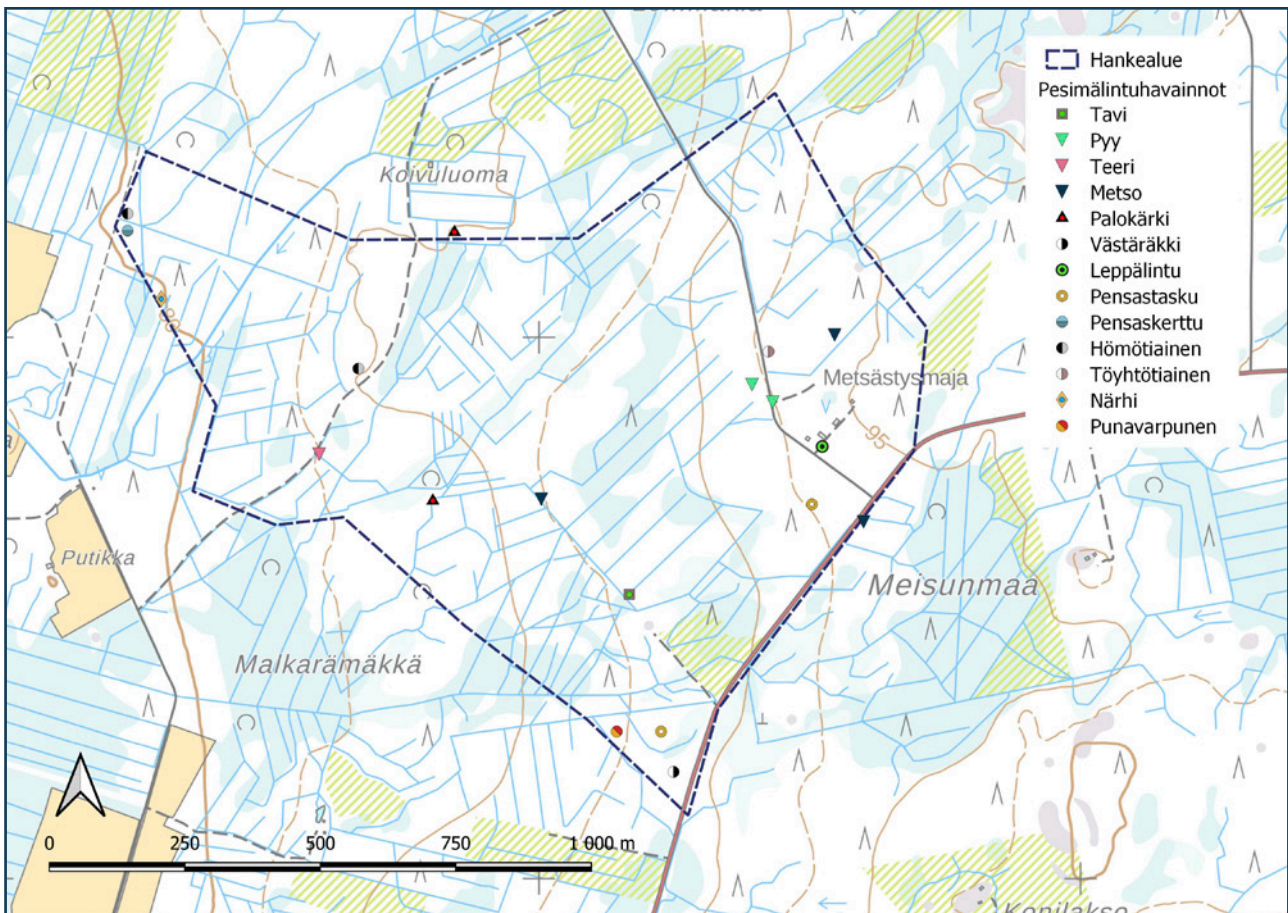 Hankealue
Pesimälintuhavainnot
Tavi
Pyy
Teeri
Metso
Palokärki
Västäräkki
Leppälintu
Pensastasku
Pensaskerttu
Hömötiainen
Töyhtötiainen
Närhi
Punavarpunen
Koivuluoma
Metsästysmaja
95
Putikka
Meisunmaa
Malkarämäkkä
0 250 500 750 1 000 m